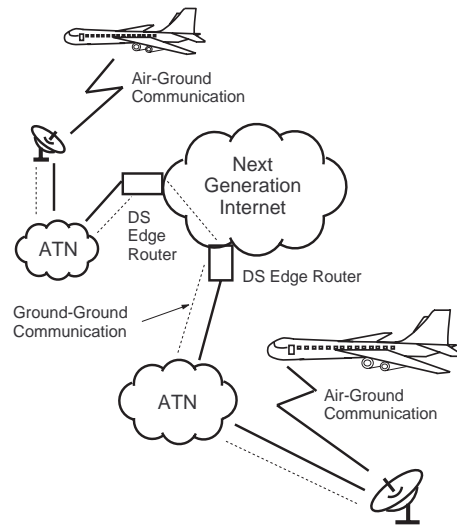 Air-Ground
Communication
Next
Generation
Internet
ATN
DS
Edge
Router
DS Edge Router
Ground-Ground
Communication
ATN
Air-Ground
Communication